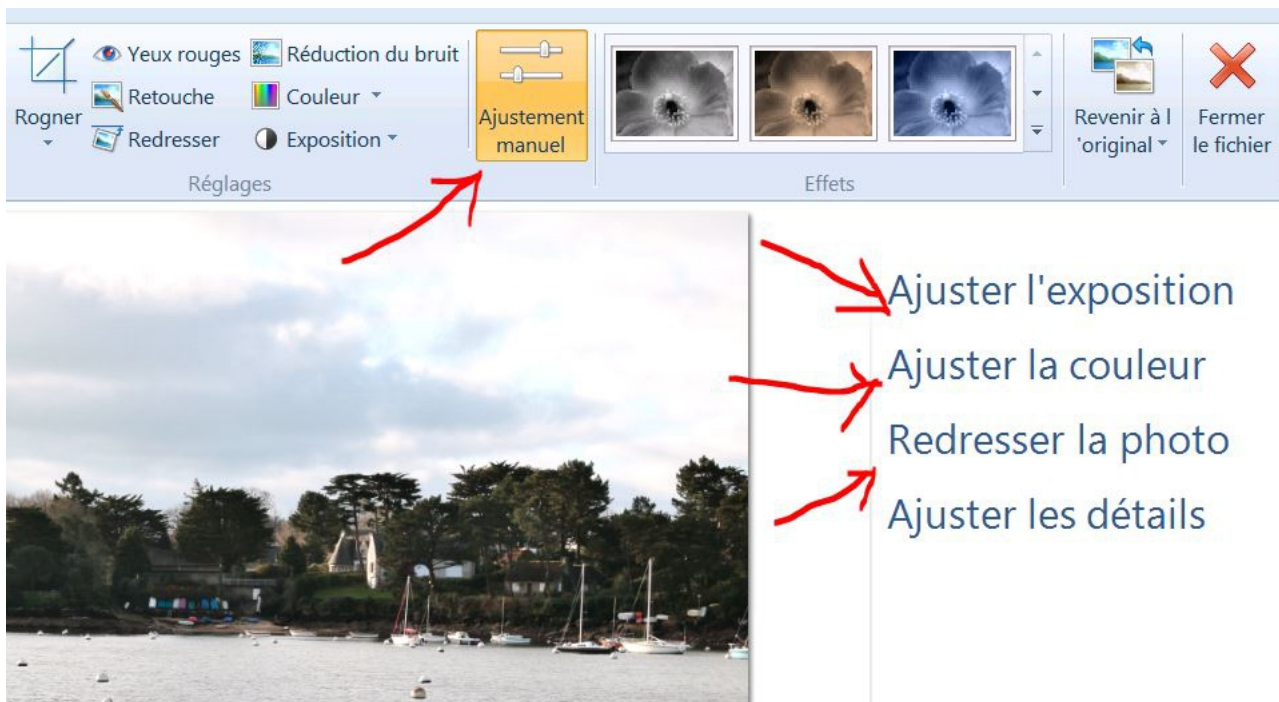 Rogner
Yeux rouges
Retouche
Redresser
Réduction du bruit
Couleur
Exposition
Réglages
Ajustement
manuel
Effets
Revenir à l
'original
Fermer
le fichier
Ajuster l'exposition
Ajuster la couleur
Redresser la photo
Ajuster les détails